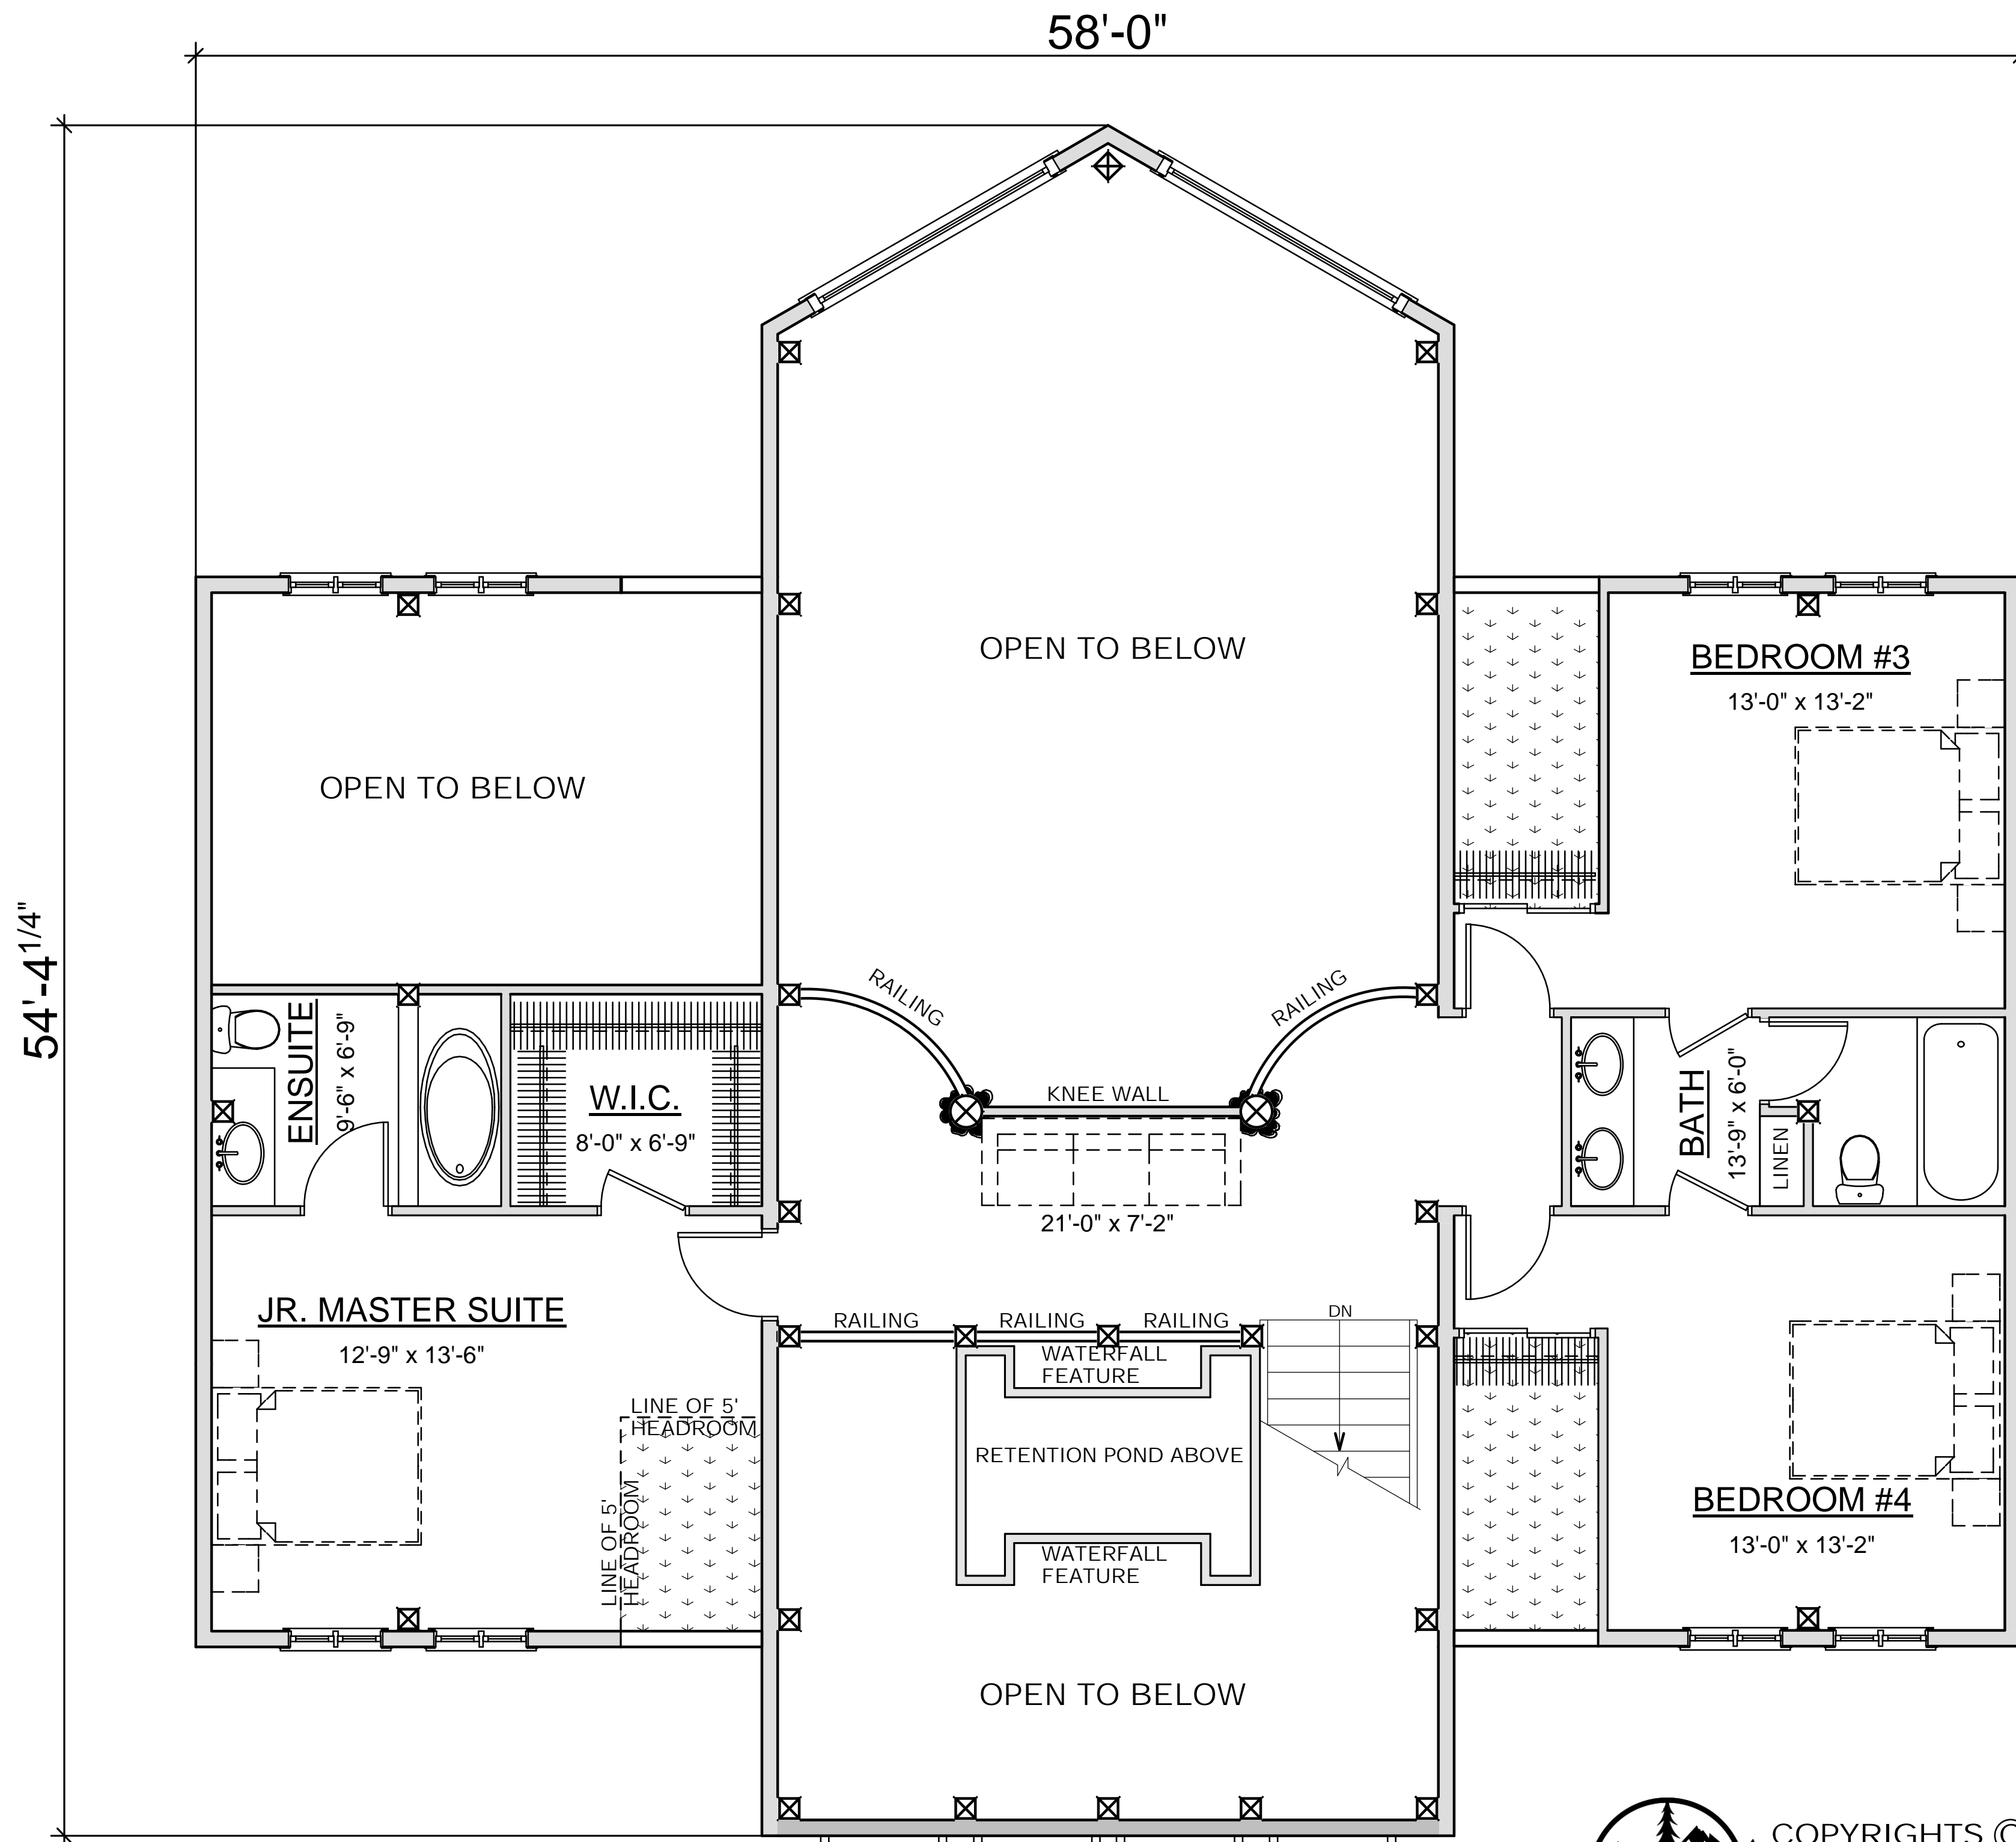 58'-0"
54'-4 1/4"
OPEN TO BELOW
BEDROOM #3
13'-0" x 13'-2"
OPEN TO BELOW
RAILING
RAILING
ENSUITE
9'-6" x 6'-9"
W.I.C.
8'-0" x 6'-9"
KNEE WALL
21'-0" x 7'-2"
BATH
13'-9" x 6'-0"
LINEN
JR. MASTER SUITE
12'-9" x 13'-6"
RAILING
RAILING
RAILING
DN
WATERFALL
FEATURE
LINE OF 5'
HEADROOM
LINE OF 5'
HEADROOM
RETENTION POND ABOVE
WATERFALL
FEATURE
BEDROOM #4
13'-0" x 13'-2"
OPEN TO BELOW
COPYRIGHTS ©